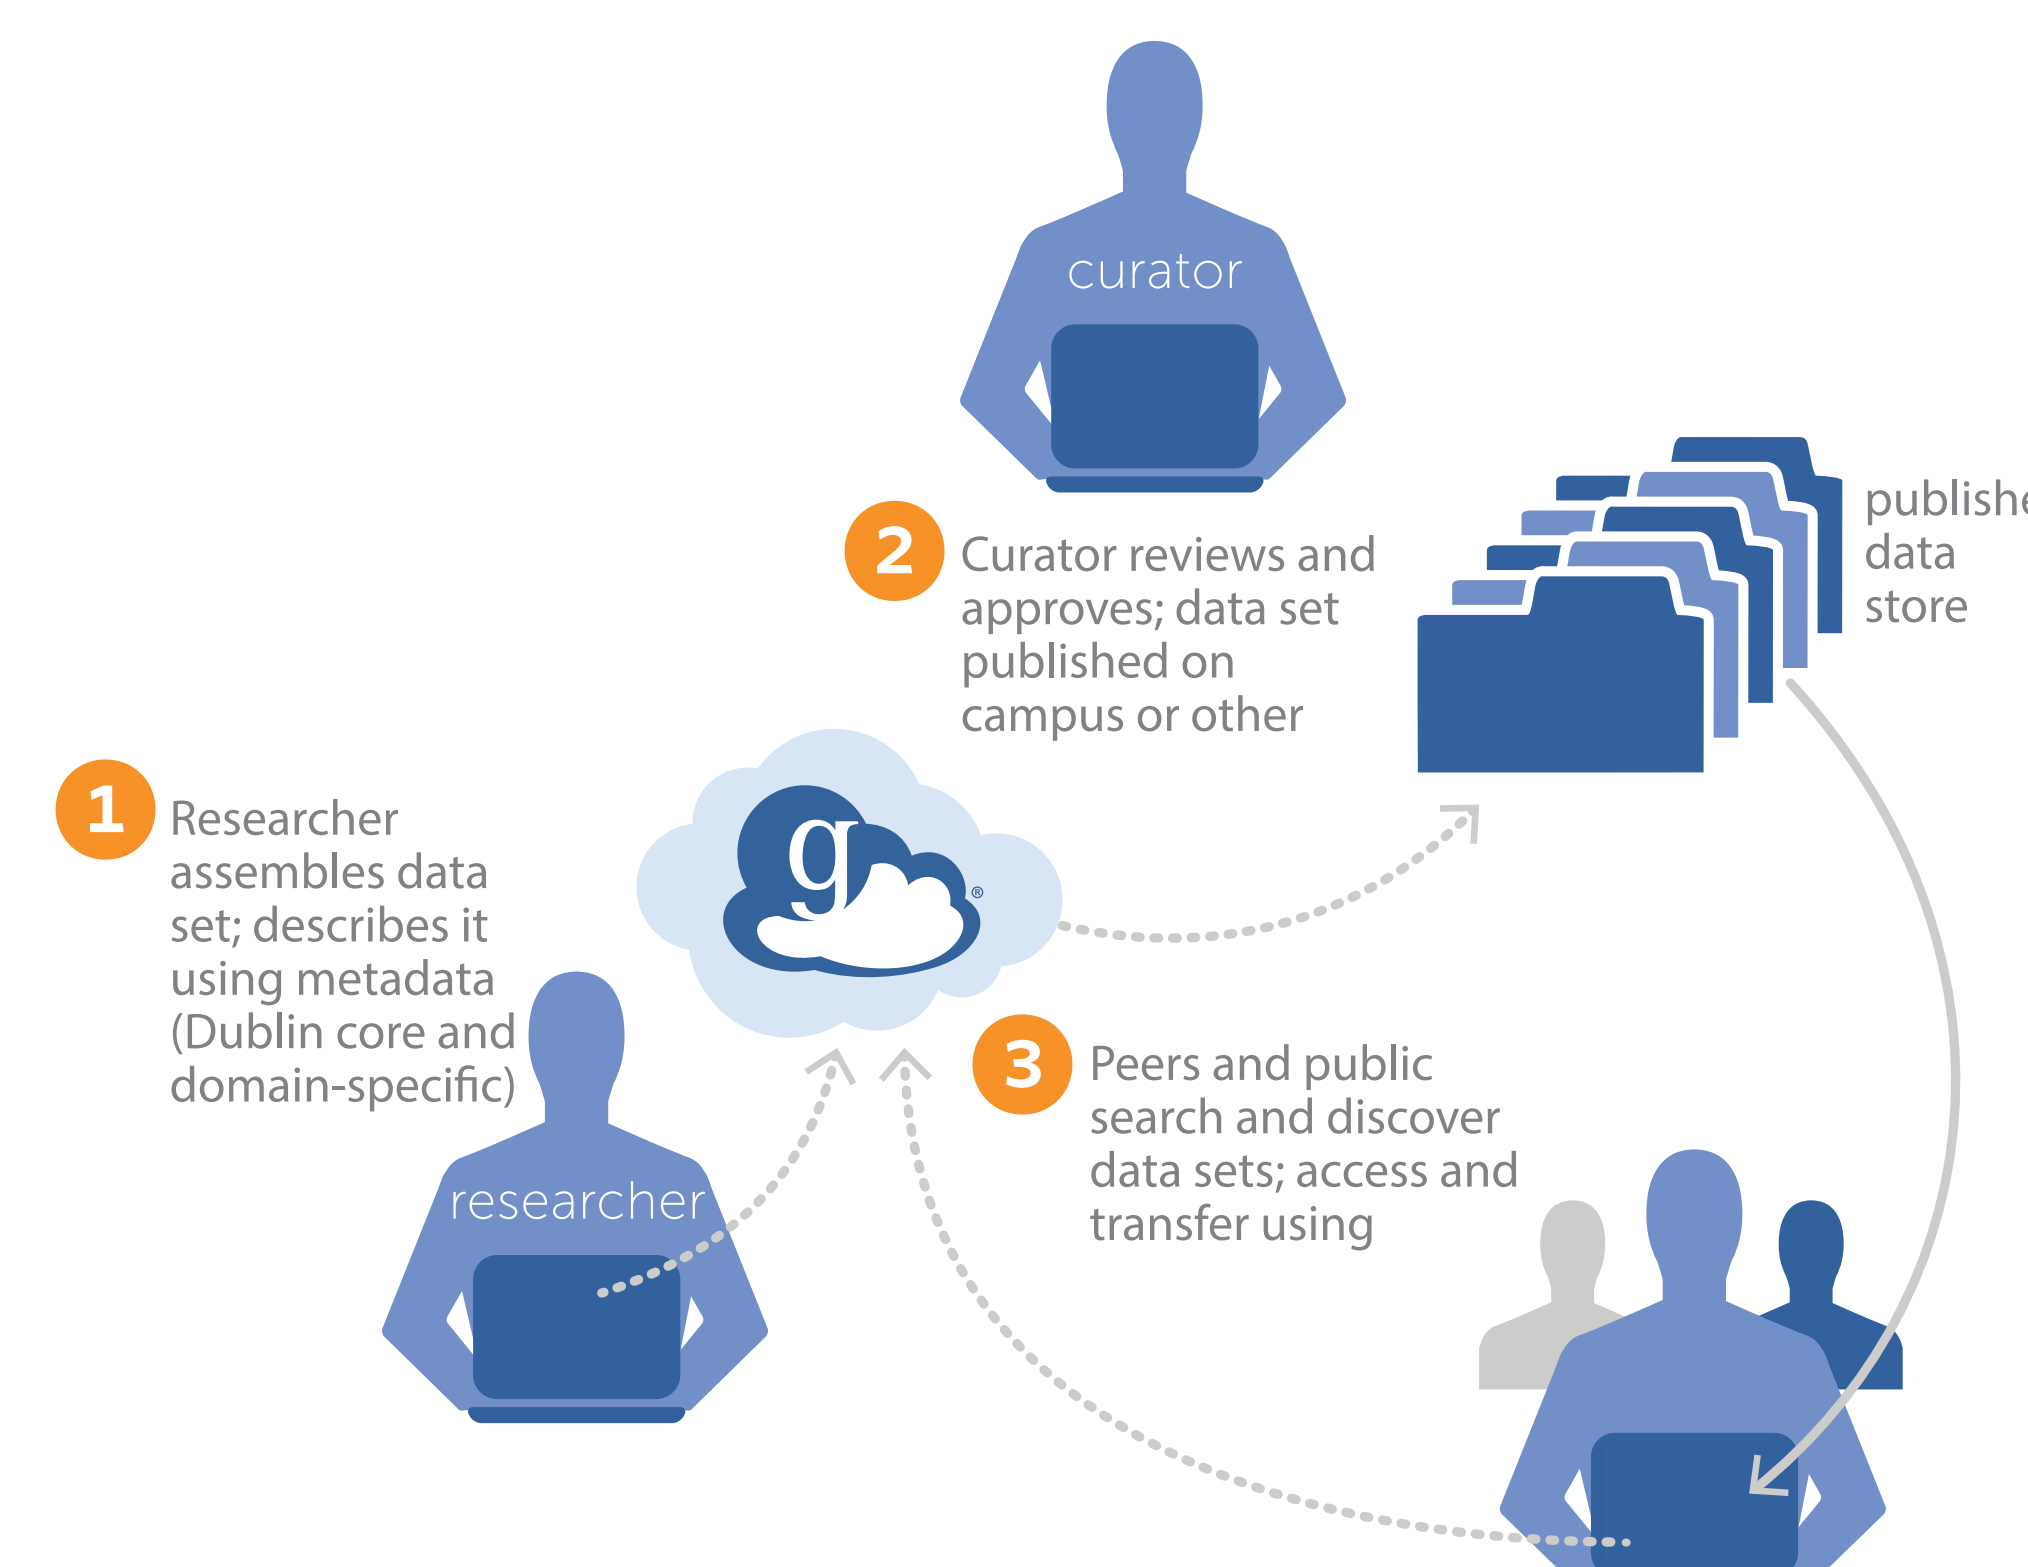 curator
2
Curator reviews and
approves; data set
published on
campus or other
data
store
1
Researcher
assembles data
set; describes it
using metadata
(Dublin core and
domain-specific)
g
®
researcher
3
Peers and public
search and discover
data sets; access and
transfer using